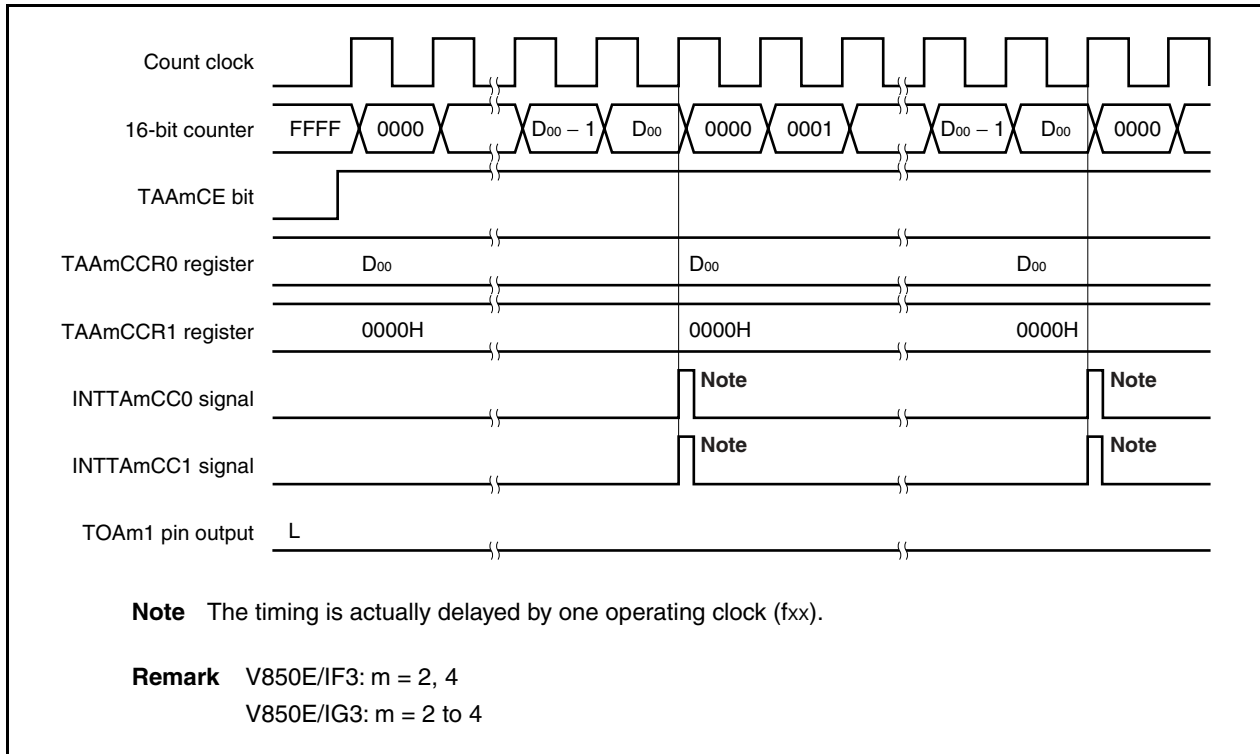 Count clock
16-bit counter FFFF 0000 D00 − 1 D00 0000 0001 D00 − 1 D00 0000
TAAmCE bit
TAAmCCR0 register D00 D00 D00
TAAmCCR1 register 0000H 0000H 0000H
INTTAmCC0 signal Note Note
INTTAmCC1 signal Note Note
TOAm1 pin output L
Note The timing is actually delayed by one operating clock (fxx).
Remark V850E/IF3: m = 2, 4
V850E/IG3: m = 2 to 4